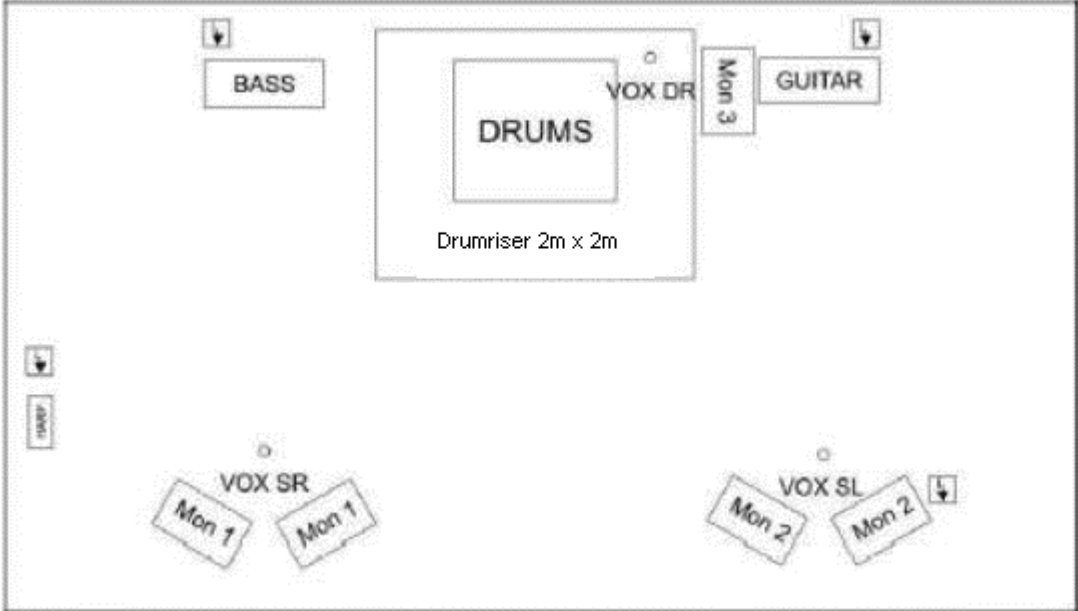 BASS
VOX DR
Mon 3
GUITAR
DRUMS
Drumriser 2m x 2m
VOX SR
Mon 1
Mon 1
VOX SL
Mon 2
Mon 2